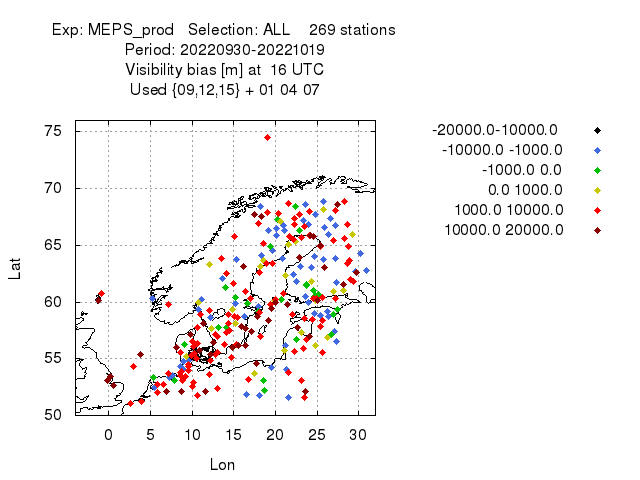 Exp: MEPS_prod   Selection: ALL    269 stations
Period: 20220930-20221019
Visibility bias [m] at  16 UTC
Used {09,12,15} + 01 04 07
-20000.0-10000.0
-10000.0 -1000.0
-1000.0 0.0
0.0 1000.0
1000.0 10000.0
10000.0 20000.0
75
70
65
60
55
50
Lat
0 5 10 15 20 25 30
Lon